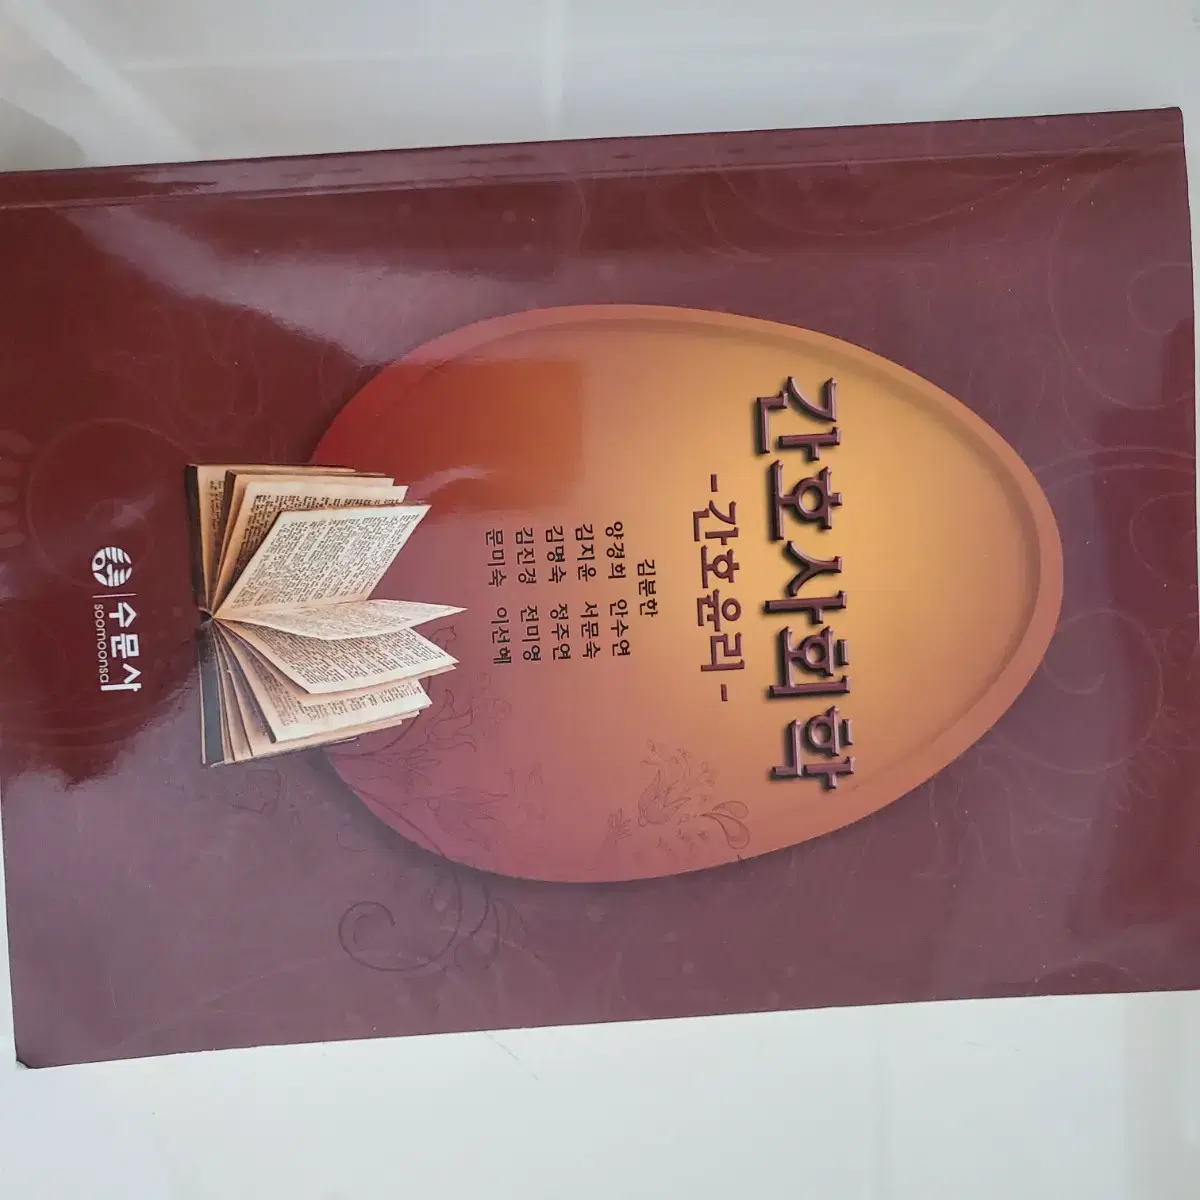 간호사회학
- 간호윤리 -
김분한
양경희 안수연
김지윤 서문숙
김명숙 정주연
김진경 전미영
문미숙 이선혜
수문사
soomoonsa